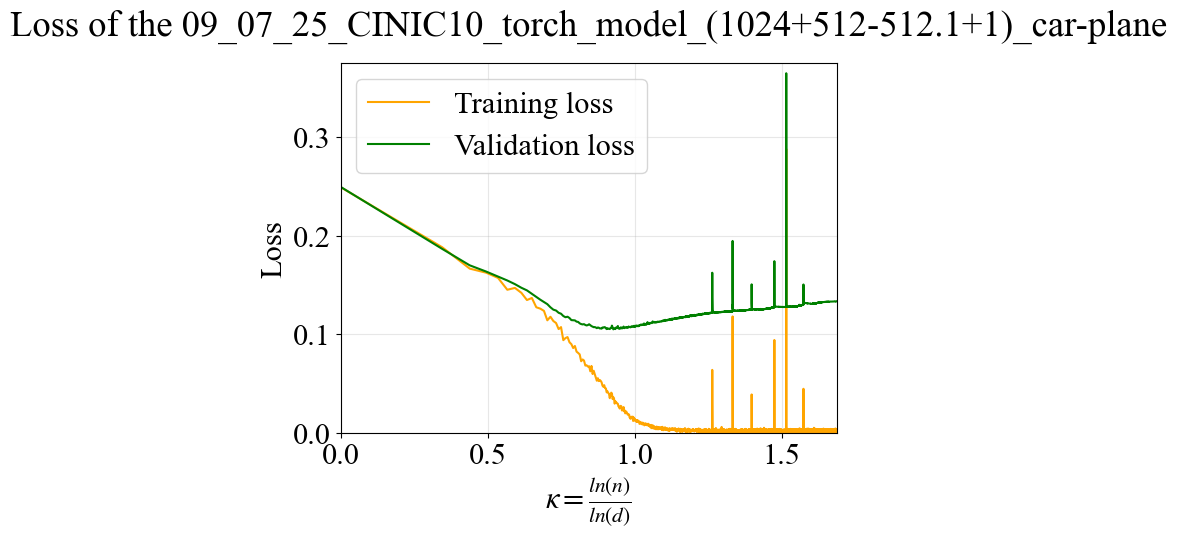 Loss of the 09_07_25_CINIC10_torch_model_(1024+512-512.1+1)_car-plane
Training loss
Validation loss
0.3
0.2
0.1
0.0
Loss
0.0 0.5 1.0 1.5
κ = ln(n) / ln(d)